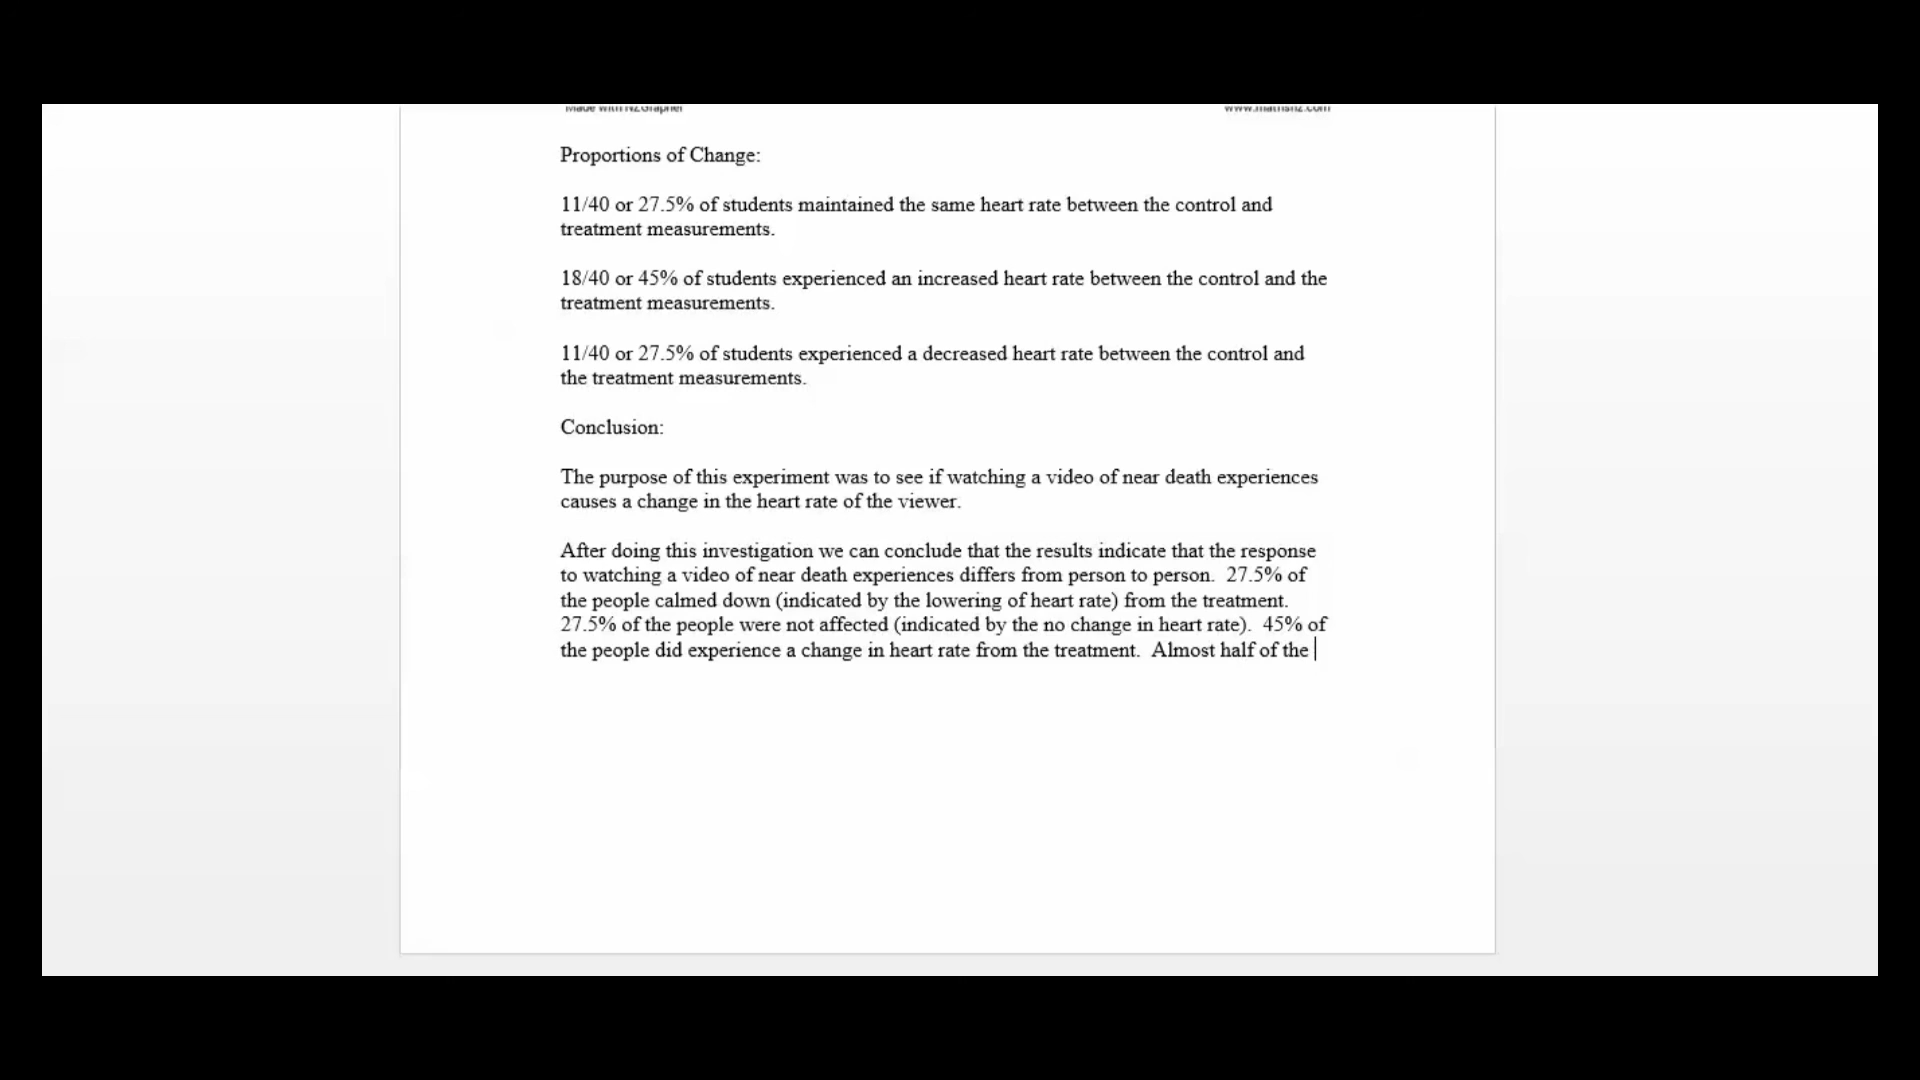 Made with NZGrapher
www.mathsnz.com
Proportions of Change:
11/40 or 27.5% of students maintained the same heart rate between the control and
treatment measurements.
18/40 or 45% of students experienced an increased heart rate between the control and the
treatment measurements.
11/40 or 27.5% of students experienced a decreased heart rate between the control and
the treatment measurements.
Conclusion:
The purpose of this experiment was to see if watching a video of near death experiences
causes a change in the heart rate of the viewer.
After doing this investigation we can conclude that the results indicate that the response
to watching a video of near death experiences differs from person to person.  27.5% of
the people calmed down (indicated by the lowering of heart rate) from the treatment.
27.5% of the people were not affected (indicated by the no change in heart rate).  45% of
the people did experience a change in heart rate from the treatment.  Almost half of the